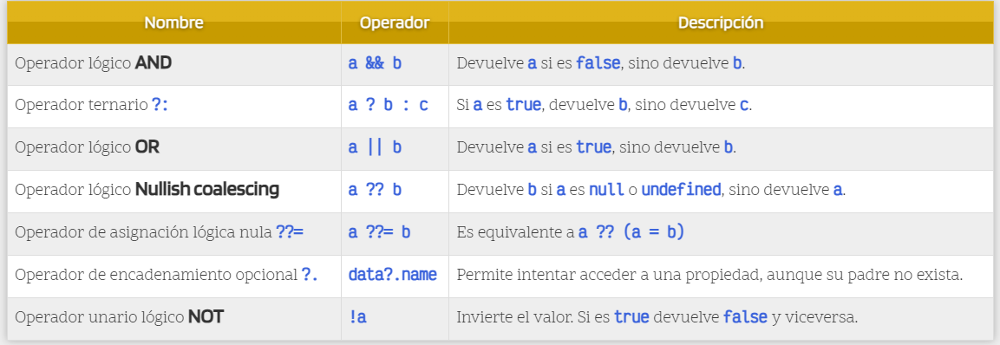 Nombre Operador Descripción
Operador lógico AND a && b Devuelve a si es false, sino devuelve b.
Operador ternario ?: a ? b : c Si a es true, devuelve b, sino devuelve c.
Operador lógico OR a || b Devuelve a si es true, sino devuelve b.
Operador lógico Nullish coalescing a ?? b Devuelve b si a es null o undefined, sino devuelve a.
Operador de asignación lógica nula ??= a ??= b Es equivalente a a ?? (a = b)
Operador de encadenamiento opcional ?. data?.name Permite intentar acceder a una propiedad, aunque su padre no exista.
Operador unario lógico NOT !a Invierte el valor. Si es true devuelve false y viceversa.